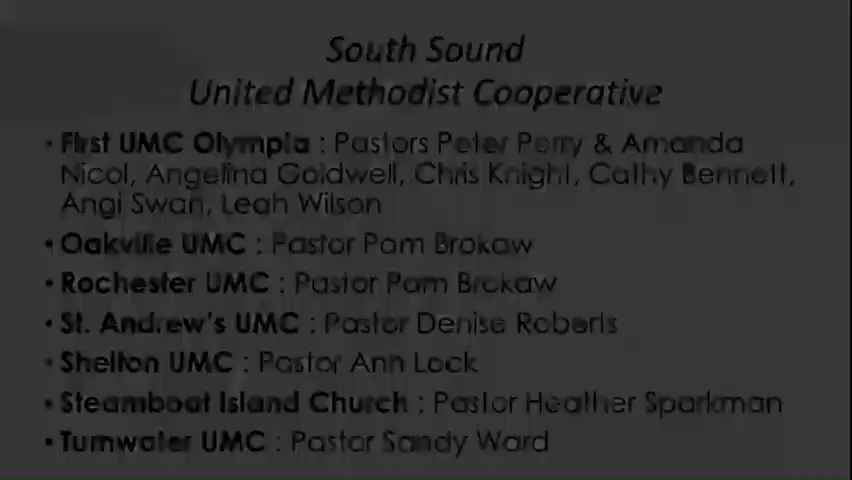 South Sound
United Methodist Cooperative
• First UMC Olympia : Pastors Peter Perry & Amanda
Nicol, Angelina Goldwell, Chris Knight, Cathy Bennett,
Angi Swan, Leah Wilson
• Oakville UMC : Pastor Pam Brokaw
• Rochester UMC : Pastor Pam Brokaw
• St. Andrew's UMC : Pastor Denise Roberts
• Shelton UMC : Pastor Ann Lock
• Steamboat Island Church : Pastor Heather Sparkman
• Tumwater UMC : Pastor Sandy Ward